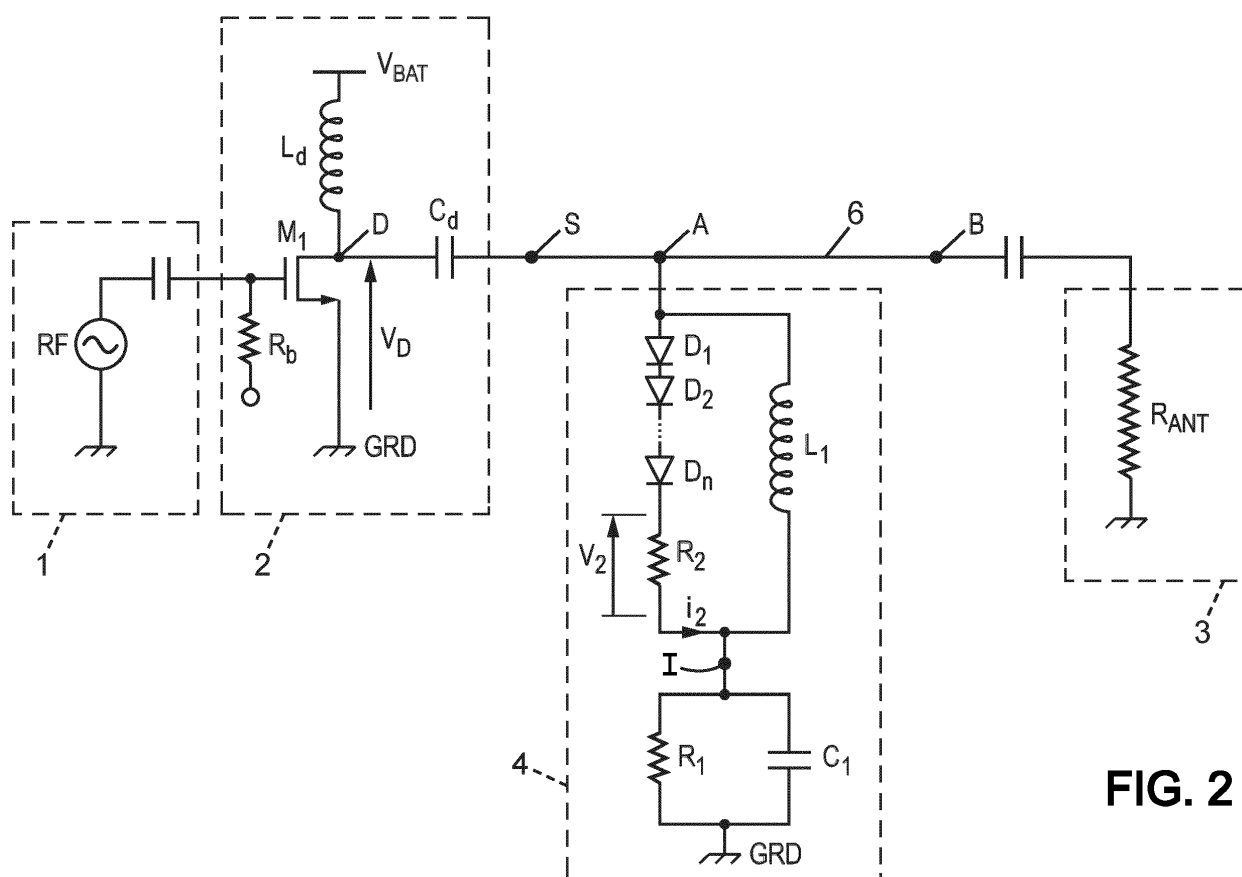 V_BAT
L_d
M_1
D
C_d
S
A
6
B
RF
R_b
V_D
GRD
D_1
D_2
D_n
L_1
R_ANT
V_2
R_2
i_2
I
R_1
C_1
GRD
1
2
3
4
FIG. 2